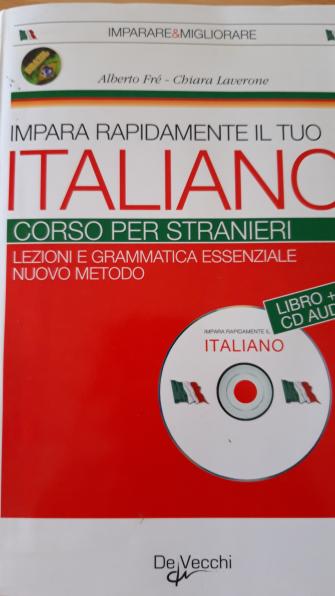 IMPARARE&MIGLIORARE
Alberto Fré - Chiara Laverone
IMPARA RAPIDAMENTE IL TUO
ITALIANO
CORSO PER STRANIERI
LEZIONI E GRAMMATICA ESSENZIALE
NUOVO METODO
LIBRO +
CD AUD
IMPARA RAPIDAMENTE IL
ITALIANO
De Vecchi